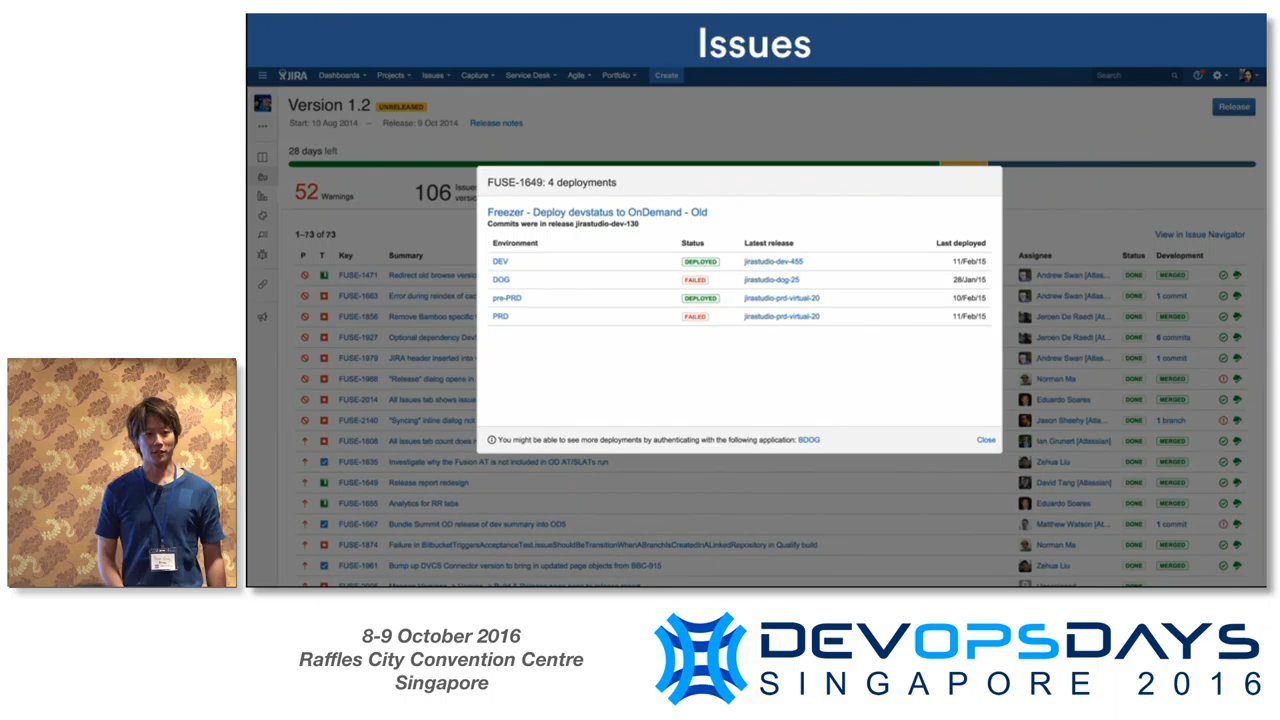 Issues
JIRA Dashboards Projects Issues Capture Service Desk Agile Portfolio Create Search
Version 1.2 UNRELEASED Release
Start: 10 Aug 2014 – Release: 9 Oct 2014 Release notes
28 days left
52 Warnings 106
FUSE-1649: 4 deployments
Freezer - Deploy devstatus to OnDemand - Old
Commits were in release jirastudio-dev-130
Environment Status Latest release Last deployed
DEV DEPLOYED jirastudio-dev-455 11/Feb/15
DOG FAILED jirastudio-dog-25 28/Jan/15
pre-PRD DEPLOYED jirastudio-prd-virtual-20 10/Feb/15
PRD FAILED jirastudio-prd-virtual-20 11/Feb/15
You might be able to see more deployments by authenticating with the following application: BDOG Close
1–73 of 73 View in Issue Navigator
P T Key Summary Assignee Status Development
FUSE-1471 Redirect old browse Andrew Swan [Atlas... DONE MERGED
FUSE-1663 Error during reindex of Andrew Swan [Atlas... DONE 1 commit
FUSE-1856 Remove Bamboo specific Jeroen De Raedt [At... DONE MERGED
FUSE-1927 Optional dependency Jeroen De Raedt [At... DONE 6 commits
FUSE-1979 JIRA header inserted into Andrew Swan [Atlas... DONE 1 commit
FUSE-1988 "Release" dialog opens in Norman Ma DONE MERGED
FUSE-2014 All Issues tab shows Eduardo Soares DONE MERGED
FUSE-2140 "Syncing" inline dialog not Jason Sheehy [Atla... DONE 1 branch
FUSE-1608 All Issues tab count does Ian Grunert [Atlassian] DONE MERGED
FUSE-1635 Investigate why the Fusion AT is not included in OD AT/SLATs run Zehua Liu DONE MERGED
FUSE-1649 Release report redesign David Tang [Atlassian] DONE MERGED
FUSE-1655 Analytics for RR tabs Eduardo Soares DONE MERGED
FUSE-1667 Bundle Summit OD release of dev summary into OD5 Matthew Watson [At... DONE 1 commit
FUSE-1874 Failure in BitbucketTriggersAcceptanceTest.issueShouldBeTransitionWhenABranchIsCreatedInALinkedRepository in Qualify build Norman Ma DONE MERGED
FUSE-1961 Bump up DVCS Connector version to bring in updated page objects from BBC-915 Zehua Liu DONE MERGED
8-9 October 2016
Raffles City Convention Centre
Singapore
DEVOPSDAYS
SINGAPORE 2016